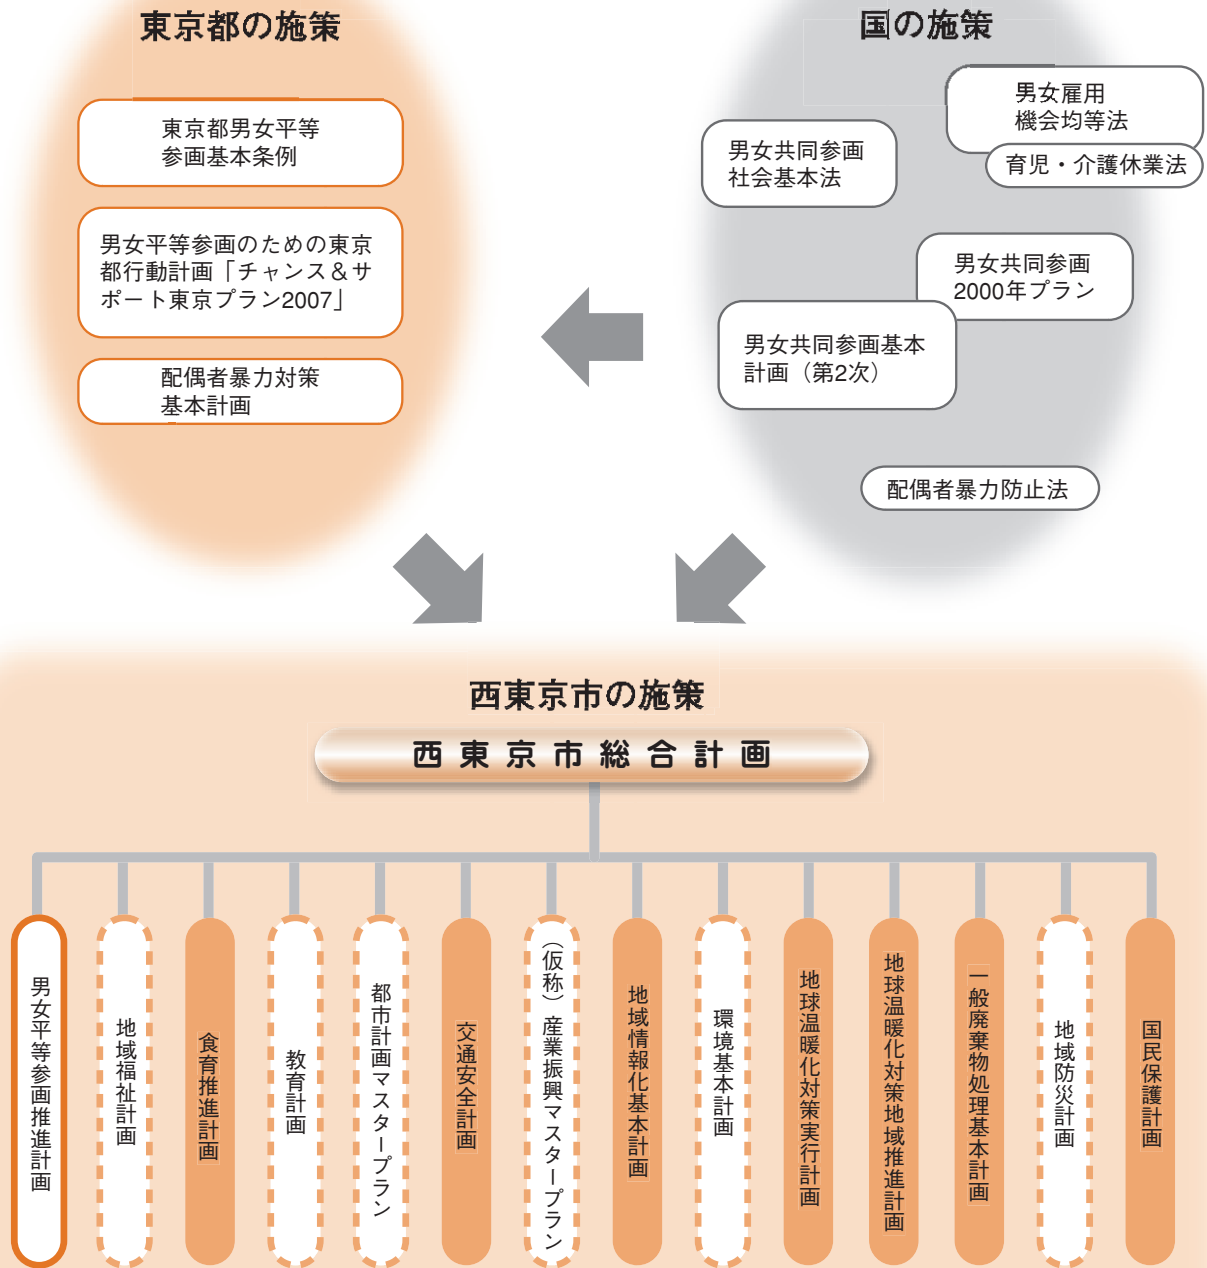 東京都の施策
東京都男女平等
参画基本条例
男女平等参画のための東京
都行動計画「チャンス＆サ
ポート東京プラン2007」
配偶者暴力対策
基本計画
国の施策
男女雇用
機会均等法
育児・介護休業法
男女共同参画
社会基本法
男女共同参画
2000年プラン
男女共同参画基本
計画（第2次）
配偶者暴力防止法
西東京市の施策
西東京市総合計画
男女平等参画推進計画
地域福祉計画
食育推進計画
教育計画
都市計画マスタープラン
交通安全計画
（仮称）産業振興マスタープラン
地域情報化基本計画
環境基本計画
地球温暖化対策実行計画
地球温暖化対策地域推進計画
一般廃棄物処理基本計画
地域防災計画
国民保護計画